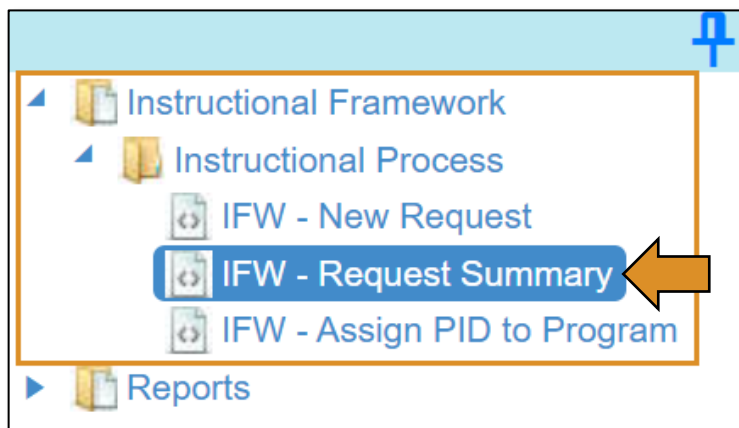 Instructional Framework
Instructional Process
IFW - New Request
IFW - Request Summary
IFW - Assign PID to Program
Reports